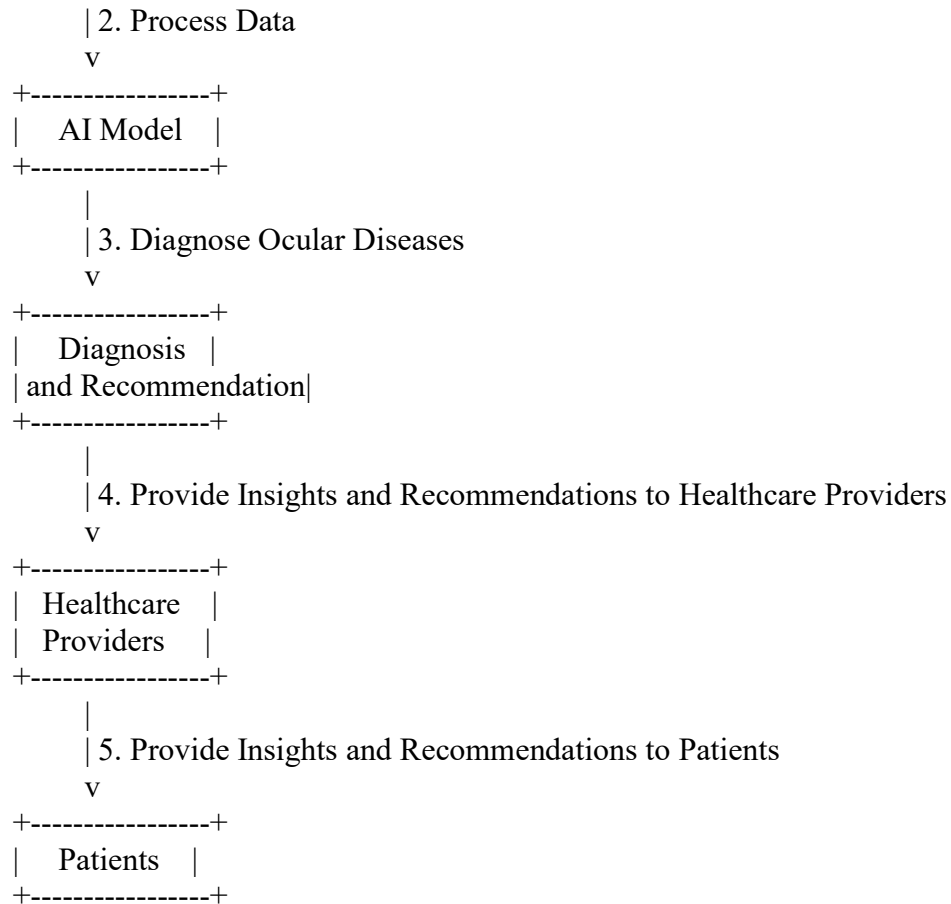 | 2. Process Data
v
+-----------------+
| AI Model |
+-----------------+
|
| 3. Diagnose Ocular Diseases
v
+-----------------+
| Diagnosis |
| and Recommendation|
+-----------------+
|
| 4. Provide Insights and Recommendations to Healthcare Providers
v
+-----------------+
| Healthcare |
| Providers |
+-----------------+
|
| 5. Provide Insights and Recommendations to Patients
v
+-----------------+
| Patients |
+-----------------+